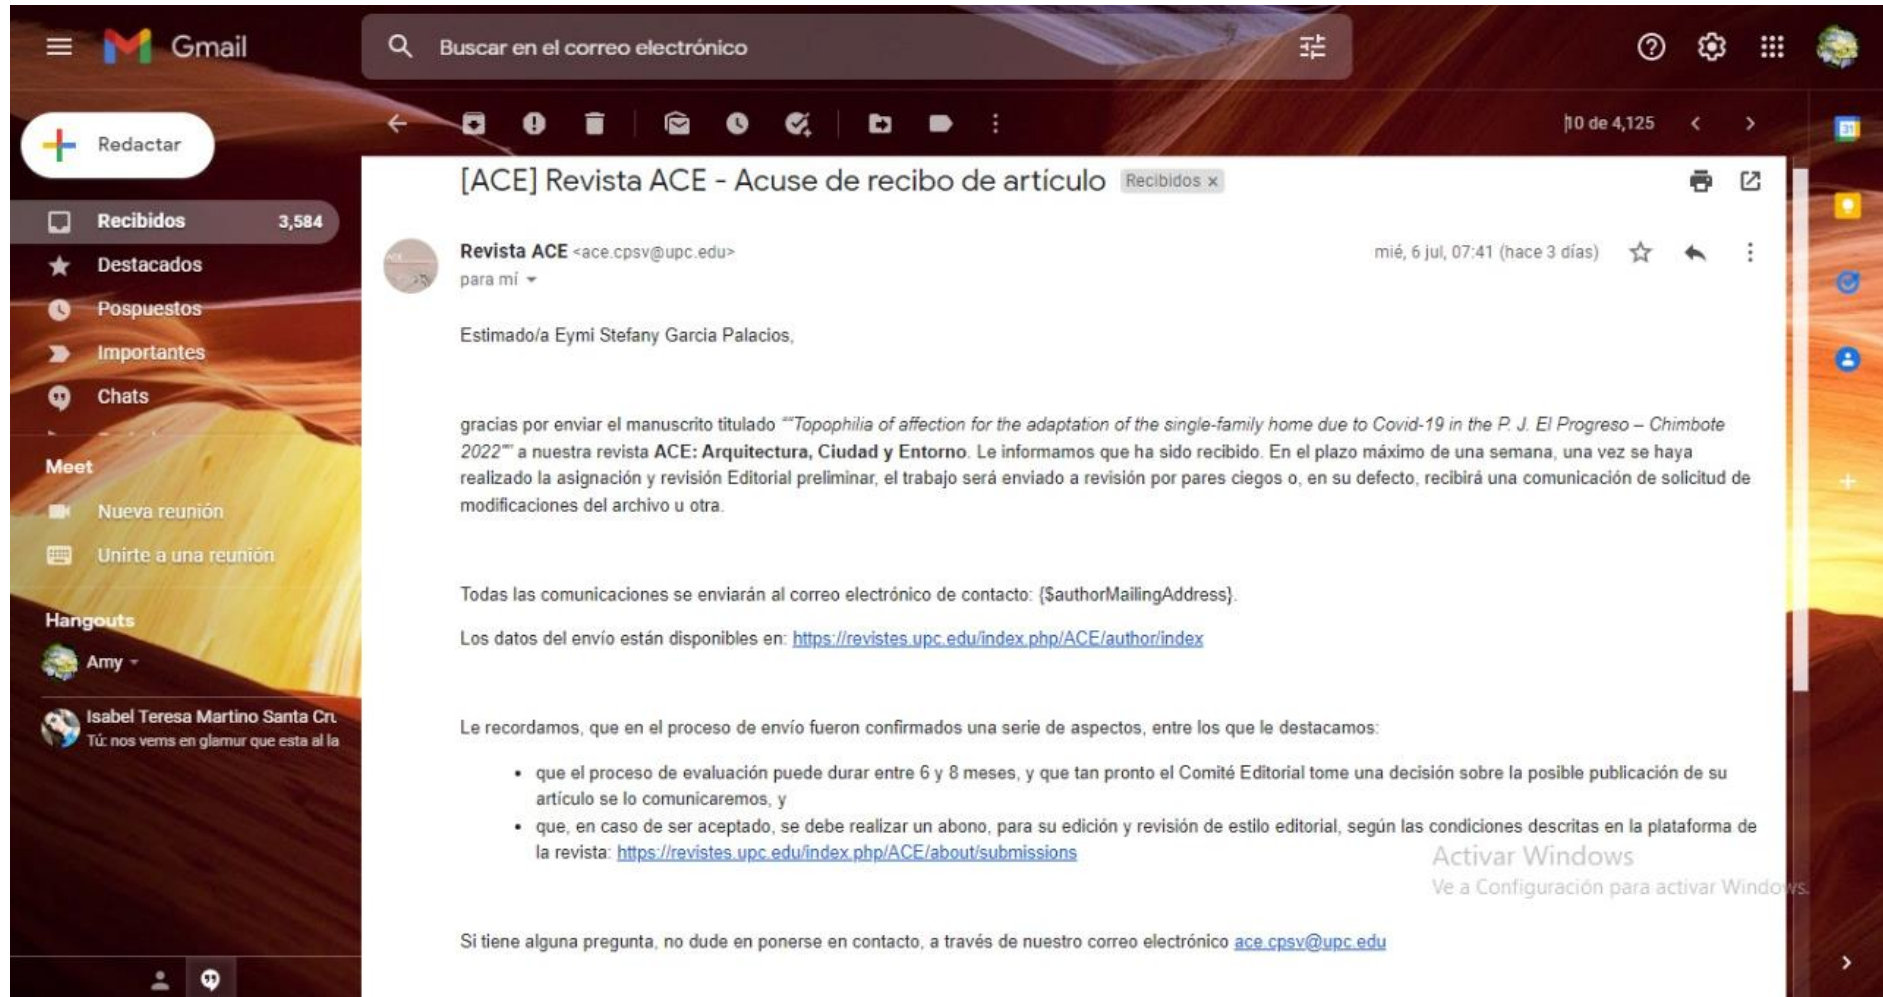 Gmail
Buscar en el correo electrónico
Redactar
10 de 4,125
[ACE] Revista ACE - Acuse de recibo de artículo Recibidos x
Recibidos 3,584
Destacados
Pospuestos
Importantes
Chats
Meet
Nueva reunión
Unirte a una reunión
Hangouts
Amy
Isabel Teresa Martino Santa Cru
Tú: nos vems en glamur que esta al la
Revista ACE <ace.cpsv@upc.edu>
mié, 6 jul, 07:41 (hace 3 días)
para mí
Estimado/a Eymi Stefany Garcia Palacios,
gracias por enviar el manuscrito titulado ““Topophilia of affection for the adaptation of the single-family home due to Covid-19 in the P. J. El Progreso – Chimbote
2022”” a nuestra revista ACE: Arquitectura, Ciudad y Entorno. Le informamos que ha sido recibido. En el plazo máximo de una semana, una vez se haya
realizado la asignación y revisión Editorial preliminar, el trabajo será enviado a revisión por pares ciegos o, en su defecto, recibirá una comunicación de solicitud de
modificaciones del archivo u otra.
Todas las comunicaciones se enviarán al correo electrónico de contacto: {$authorMailingAddress}.
Los datos del envío están disponibles en: https://revistes.upc.edu/index.php/ACE/author/index
Le recordamos, que en el proceso de envío fueron confirmados una serie de aspectos, entre los que le destacamos:
• que el proceso de evaluación puede durar entre 6 y 8 meses, y que tan pronto el Comité Editorial tome una decisión sobre la posible publicación de su
artículo se lo comunicaremos, y
• que, en caso de ser aceptado, se debe realizar un abono, para su edición y revisión de estilo editorial, según las condiciones descritas en la plataforma de
la revista: https://revistes.upc.edu/index.php/ACE/about/submissions
Activar Windows
Ve a Configuración para activar Windows.
Si tiene alguna pregunta, no dude en ponerse en contacto, a través de nuestro correo electrónico ace.cpsv@upc.edu